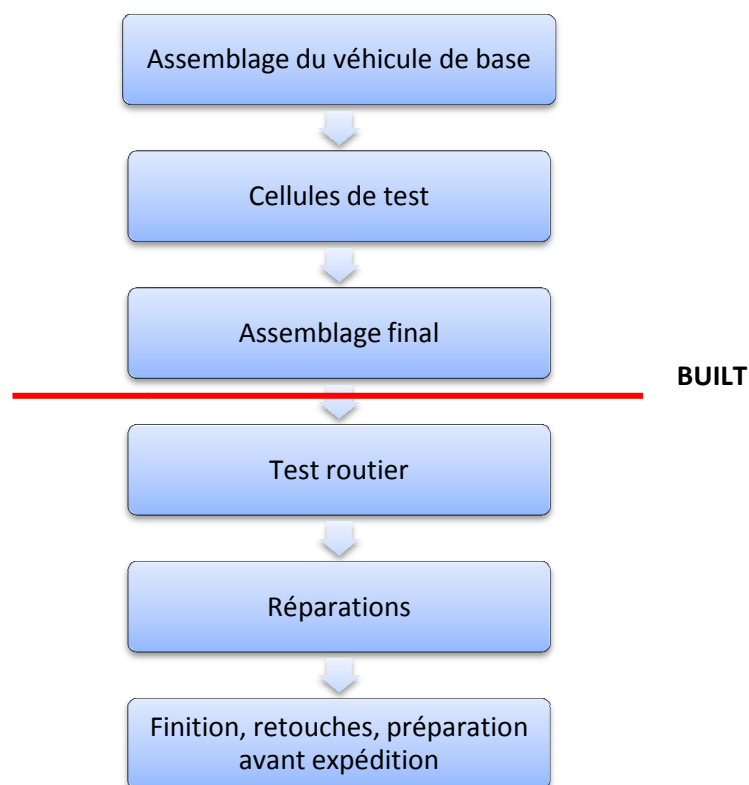 Assemblage du véhicule de base
Cellules de test
Assemblage final
BUILT
Test routier
Réparations
Finition, retouches, préparation
avant expédition